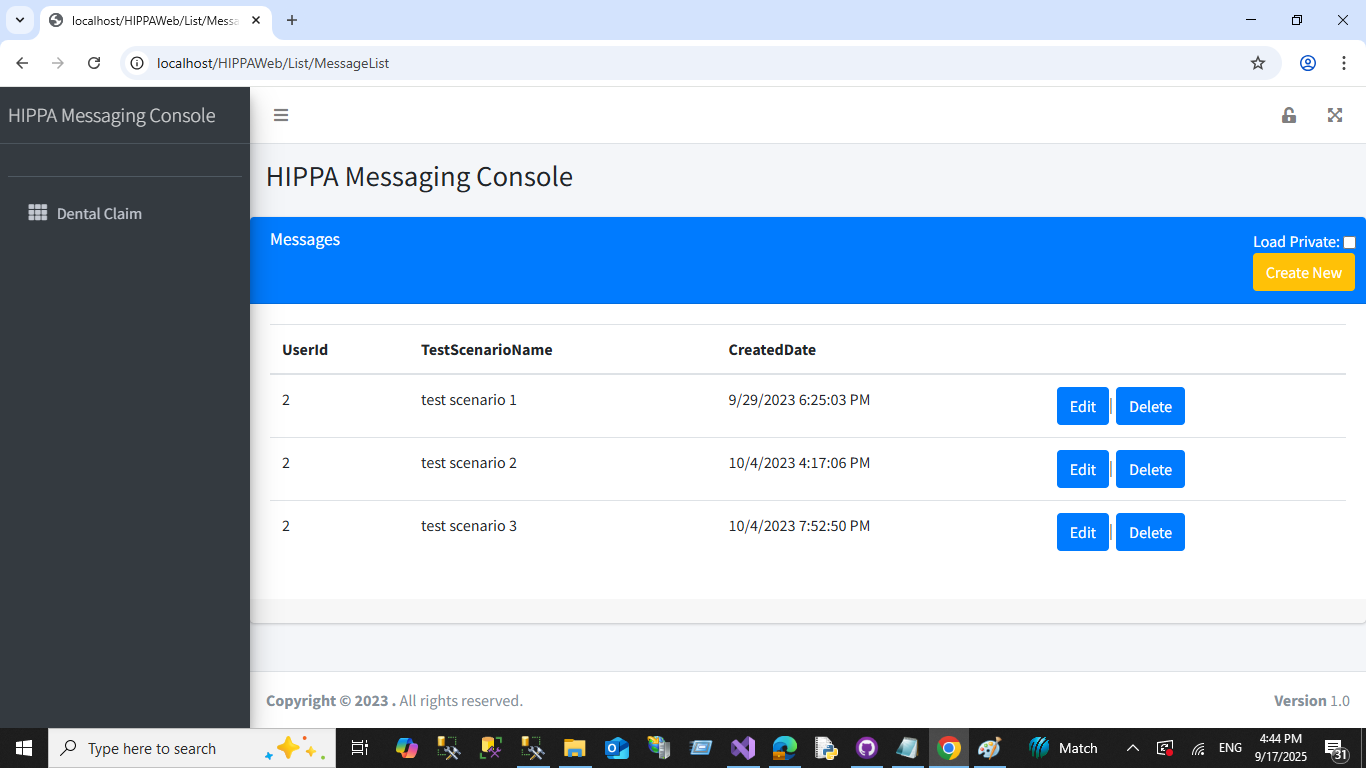 localhost/HIPPAWeb/List/Messa
localhost/HIPPAWeb/List/MessageList
HIPPA Messaging Console
Dental Claim
HIPPA Messaging Console
Messages
Load Private:
Create New
UserId TestScenarioName CreatedDate
2 test scenario 1 9/29/2023 6:25:03 PM Edit | Delete
2 test scenario 2 10/4/2023 4:17:06 PM Edit | Delete
2 test scenario 3 10/4/2023 7:52:50 PM Edit | Delete
Copyright © 2023 . All rights reserved. Version 1.0
Type here to search
Match
ENG
4:44 PM
9/17/2025
31